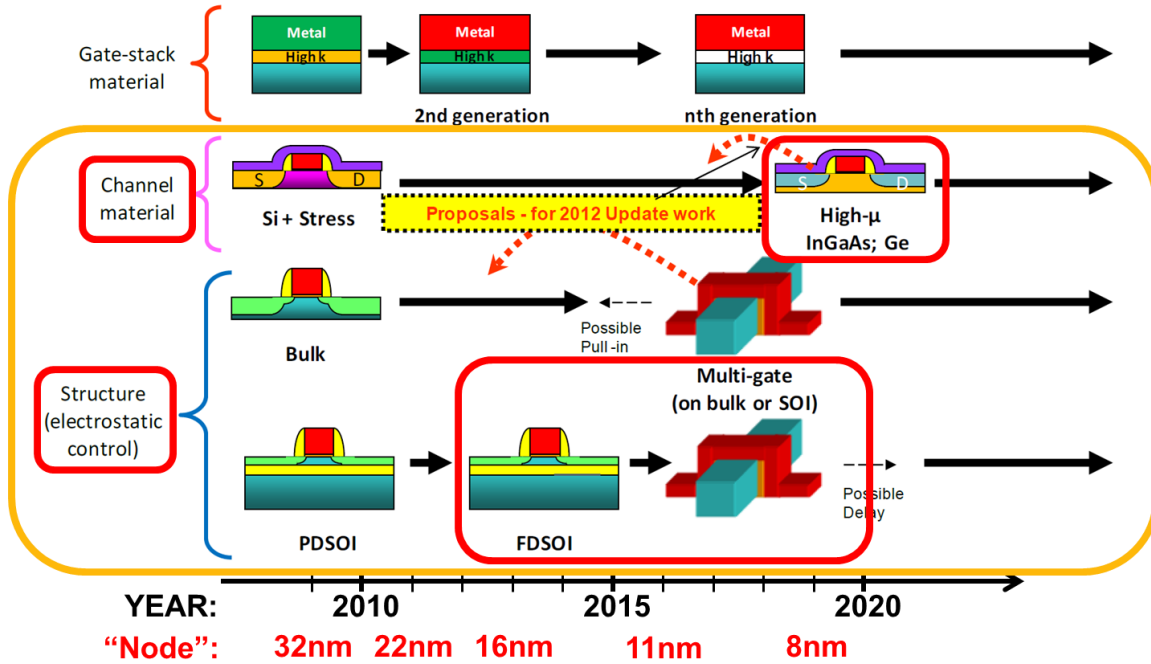 Metal
High k
Metal
High k
Metal
High k
Gate-stack
material
2nd generation
nth generation
Channel
material
S
D
Si + Stress
Proposals - for 2012 Update work
S
D
High-μ
InGaAs; Ge
Structure
(electrostatic
control)
Bulk
Possible
Pull-in
Multi-gate
(on bulk or SOI)
PDSOI
FDSOI
Possible
Delay
YEAR: 2010 2015 2020
“Node”: 32nm 22nm 16nm 11nm 8nm